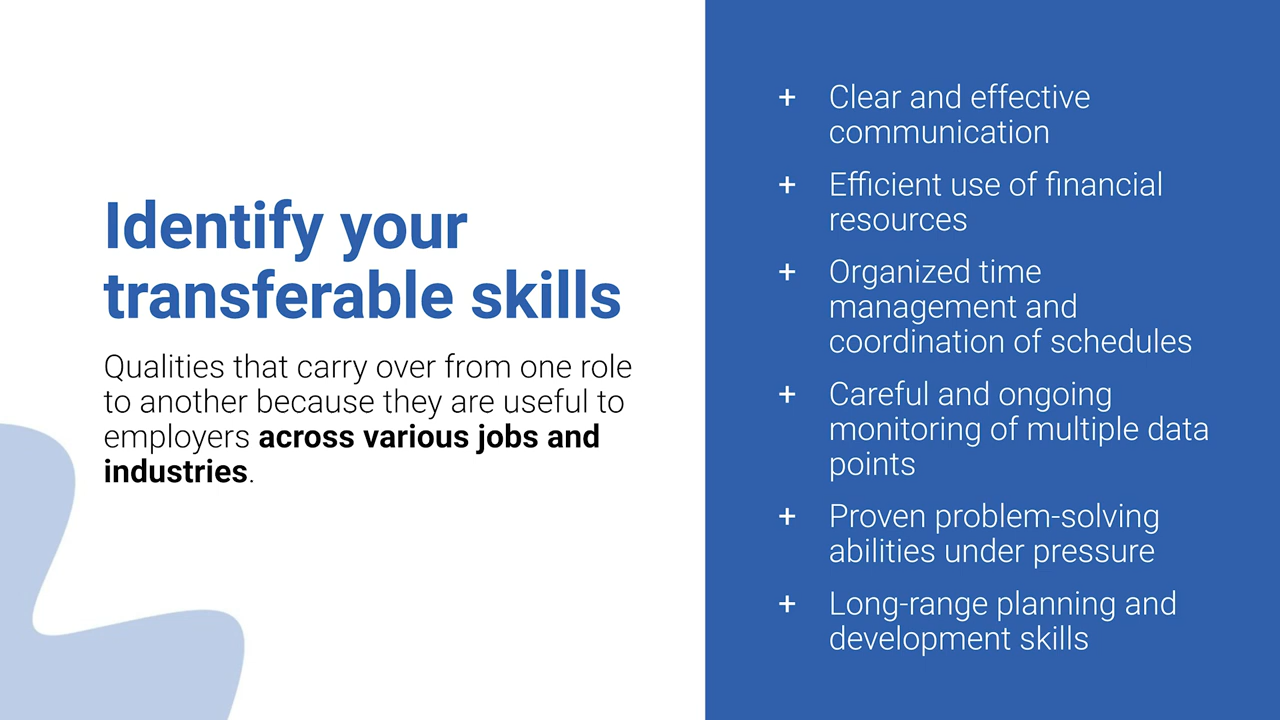 Identify your
transferable skills
Qualities that carry over from one role
to another because they are useful to
employers across various jobs and
industries.
+ Clear and effective
communication
+ Efficient use of financial
resources
+ Organized time
management and
coordination of schedules
+ Careful and ongoing
monitoring of multiple data
points
+ Proven problem-solving
abilities under pressure
+ Long-range planning and
development skills